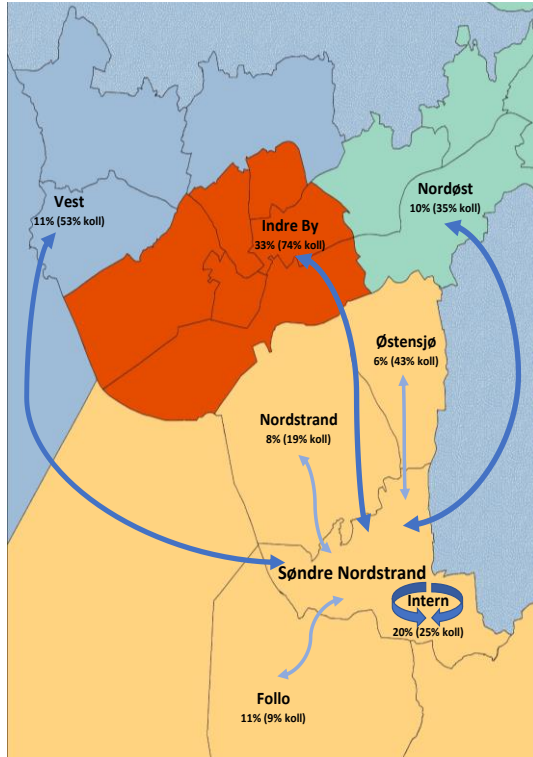 Vest
11% (53% koll)
Nordøst
10% (35% koll)
Indre By
33% (74% koll)
Østensjø
6% (43% koll)
Nordstrand
8% (19% koll)
Søndre Nordstrand
Intern
20% (25% koll)
Follo
11% (9% koll)